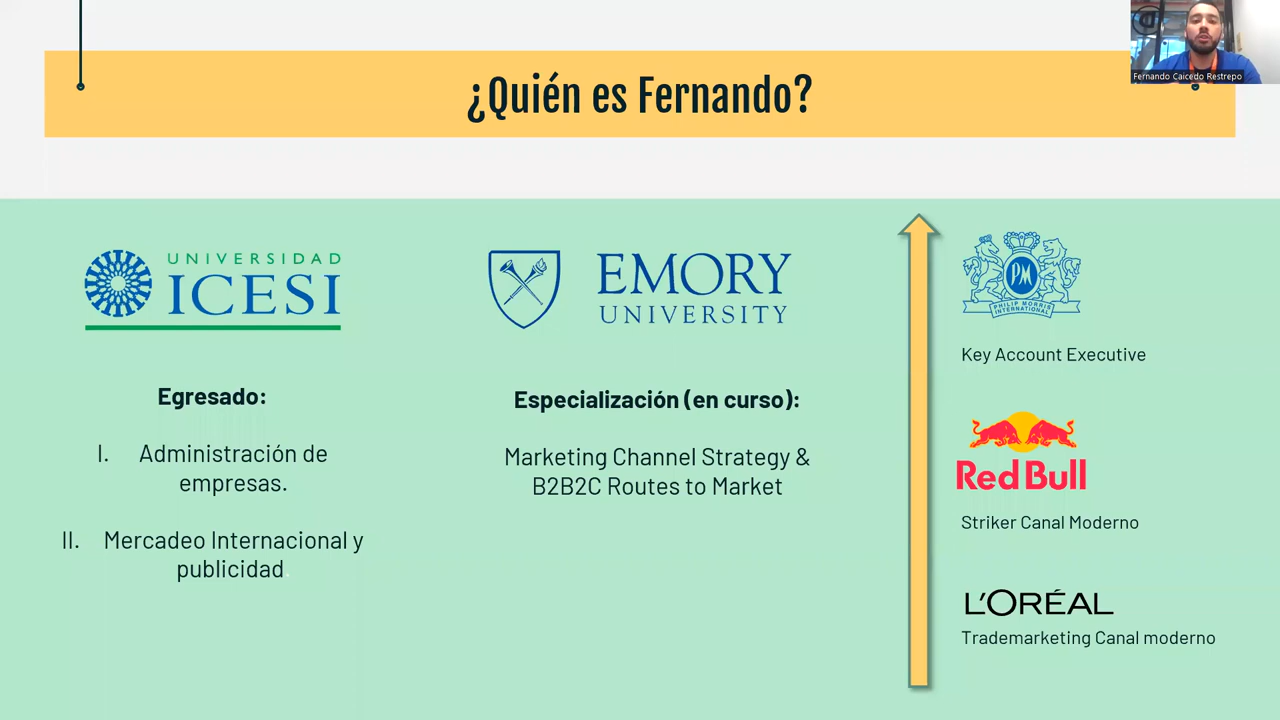 Fernando Caicedo Restrepo
¿Quién es Fernando?
UNIVERSIDAD
ICESI
Egresado:
I. Administración de
empresas.
II. Mercadeo Internacional y
publicidad.
EMORY
UNIVERSITY
Especialización (en curso):
Marketing Channel Strategy &
B2B2C Routes to Market
PM
PHILIP MORRIS
INTERNATIONAL
Key Account Executive
Red Bull
Striker Canal Moderno
L'ORÉAL
Trademarketing Canal moderno